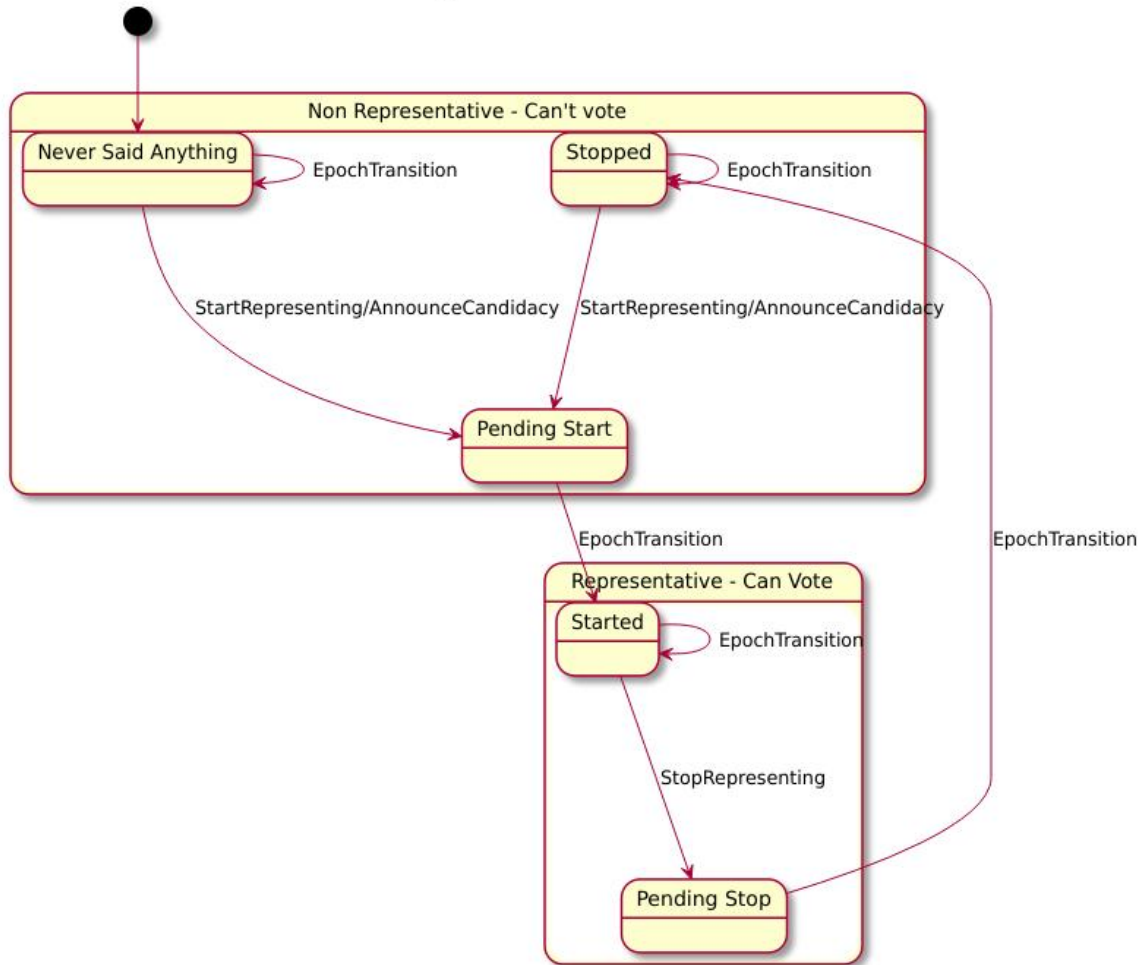 Non Representative - Can't vote
Never Said Anything
Stopped
EpochTransition
EpochTransition
StartRepresenting/AnnounceCandidacy
StartRepresenting/AnnounceCandidacy
Pending Start
EpochTransition
EpochTransition
Representative - Can Vote
Started
EpochTransition
StopRepresenting
Pending Stop